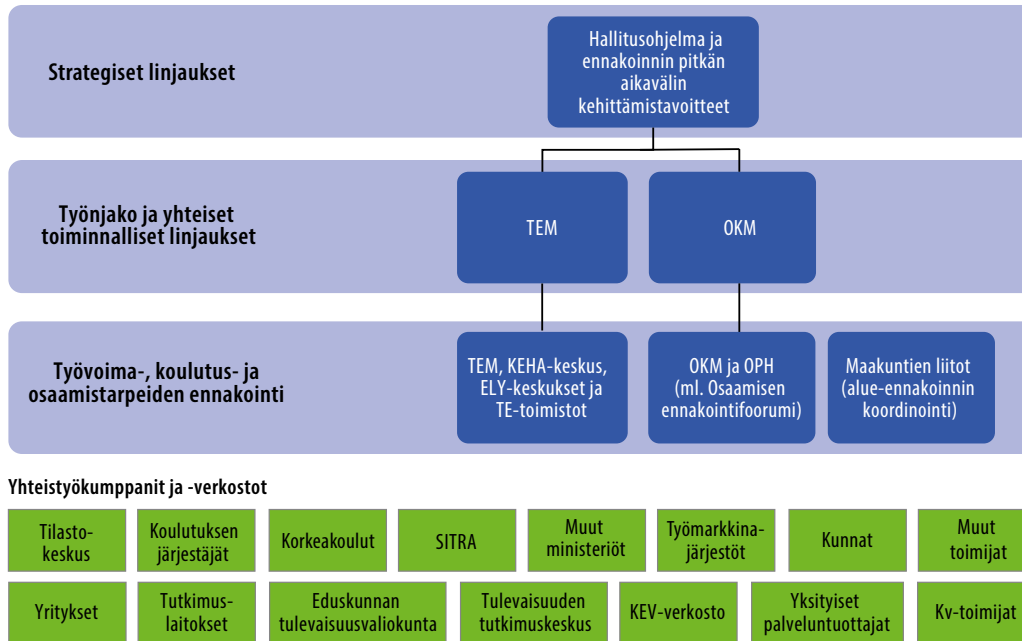 Strategiset linjaukset
Hallitusohjelma ja
ennakoinnin pitkän
aikavälin
kehittämistavoitteet
Työnjako ja yhteiset
toiminnalliset linjaukset
TEM
OKM
Työvoima-, koulutus- ja
osaamistarpeiden ennakointi
TEM, KEHA-keskus,
ELY-keskukset ja
TE-toimistot
OKM ja OPH
(ml. Osaamisen
ennakointifoorumi)
Maakuntien liitot
(alue-ennakoinnin
koordinointi)
Yhteistyökumppanit ja -verkostot
Tilasto-
keskus
Koulutuksen
järjestäjät
Korkeakoulut
SITRA
Muut
ministeriöt
Työmarkkina-
järjestöt
Kunnat
Muut
toimijat
Yritykset
Tutkimus-
laitokset
Eduskunnan
tulevaisuusvaliokunta
Tulevaisuuden
tutkimuskeskus
KEV-verkosto
Yksityiset
palveluntuottajat
Kv-toimijat